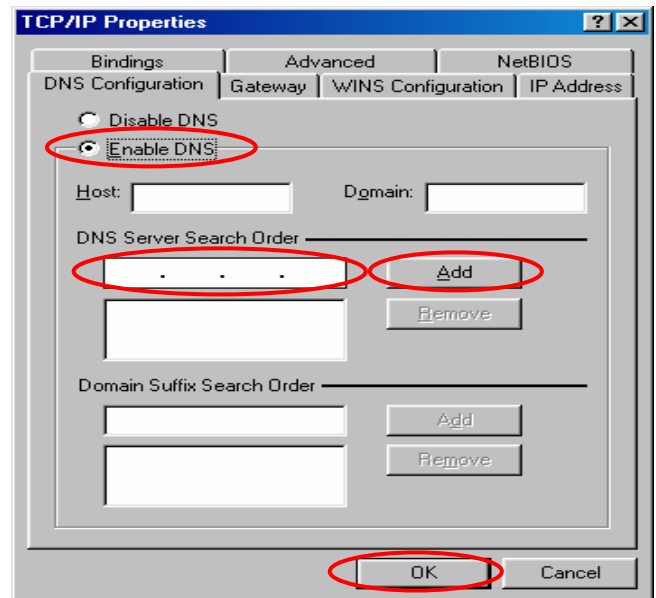 TCP/IP Properties
Bindings Advanced NetBIOS
DNS Configuration Gateway WINS Configuration IP Address
Disable DNS
Enable DNS
Host: Domain:
DNS Server Search Order
. . . Add
Remove
Domain Suffix Search Order
Add
Remove
OK Cancel